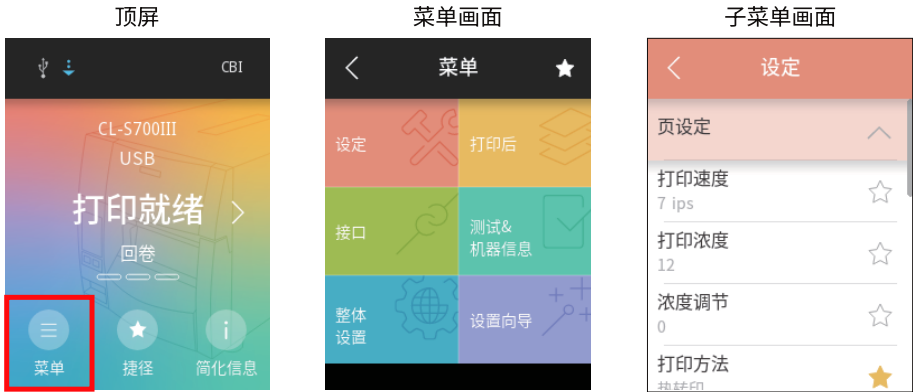 顶屏
CBI
CL-S700III
USB
打印就绪
回卷
菜单
捷径
简化信息
菜单画面
菜单
设定
打印后
接口
测试&
机器信息
整体
设置
设置向导
子菜单画面
设定
页设定
打印速度
7 ips
打印浓度
12
浓度调节
0
打印方法
热转印